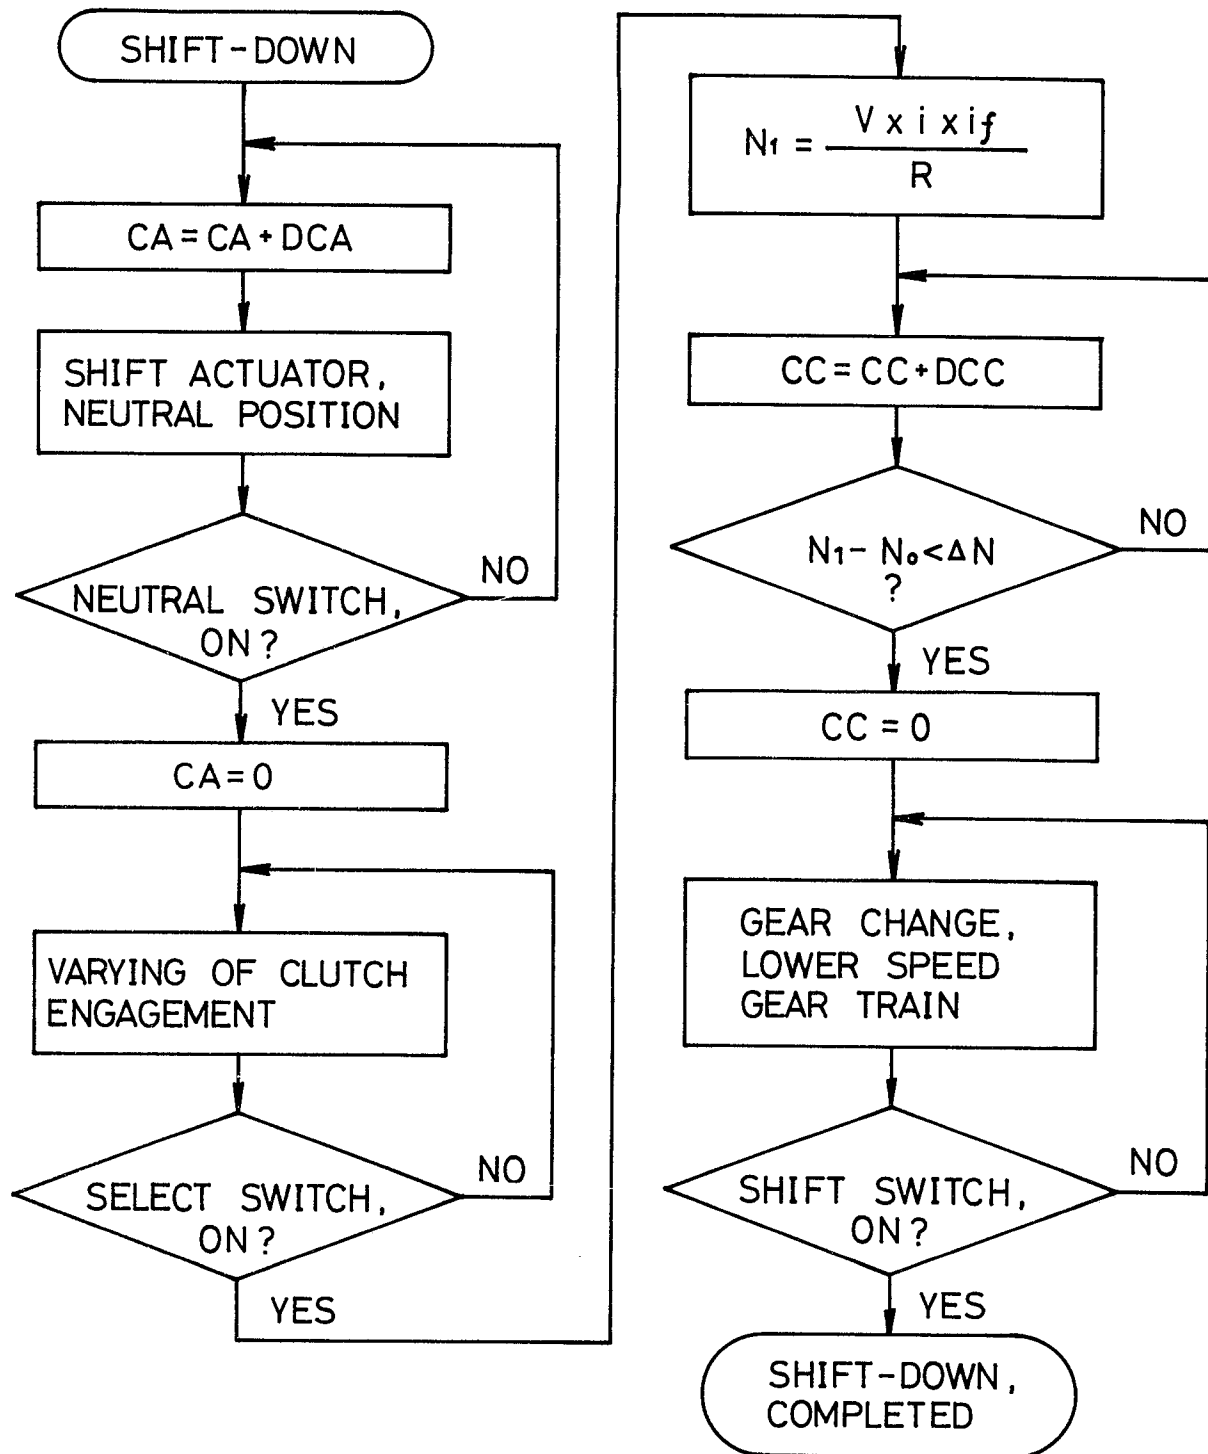 SHIFT-DOWN
CA = CA + DCA
SHIFT ACTUATOR,
NEUTRAL POSITION
NEUTRAL SWITCH,
ON?
NO
YES
CA = 0
VARYING OF CLUTCH
ENGAGEMENT
SELECT SWITCH,
ON?
NO
YES
N₁ = V x i x if / R
CC = CC + DCC
N₁ - N₀ < ΔN
?
NO
YES
CC = 0
GEAR CHANGE,
LOWER SPEED
GEAR TRAIN
SHIFT SWITCH,
ON?
NO
YES
SHIFT-DOWN,
COMPLETED